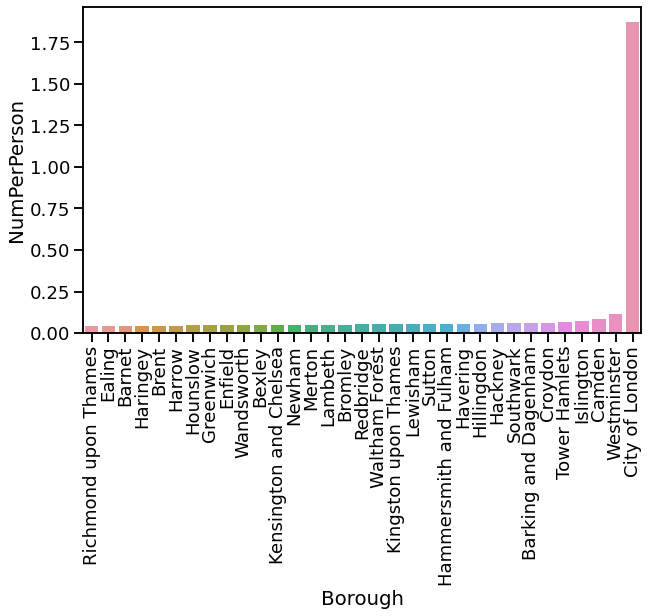 NumPerPerson
1.75
1.50
1.25
1.00
0.75
0.50
0.25
0.00
Richmond upon Thames
Ealing
Barnet
Haringey
Brent
Harrow
Hounslow
Greenwich
Enfield
Wandsworth
Bexley
Kensington and Chelsea
Newham
Merton
Lambeth
Bromley
Redbridge
Waltham Forest
Kingston upon Thames
Lewisham
Sutton
Hammersmith and Fulham
Havering
Hillingdon
Hackney
Southwark
Barking and Dagenham
Croydon
Tower Hamlets
Islington
Camden
Westminster
City of London
Borough